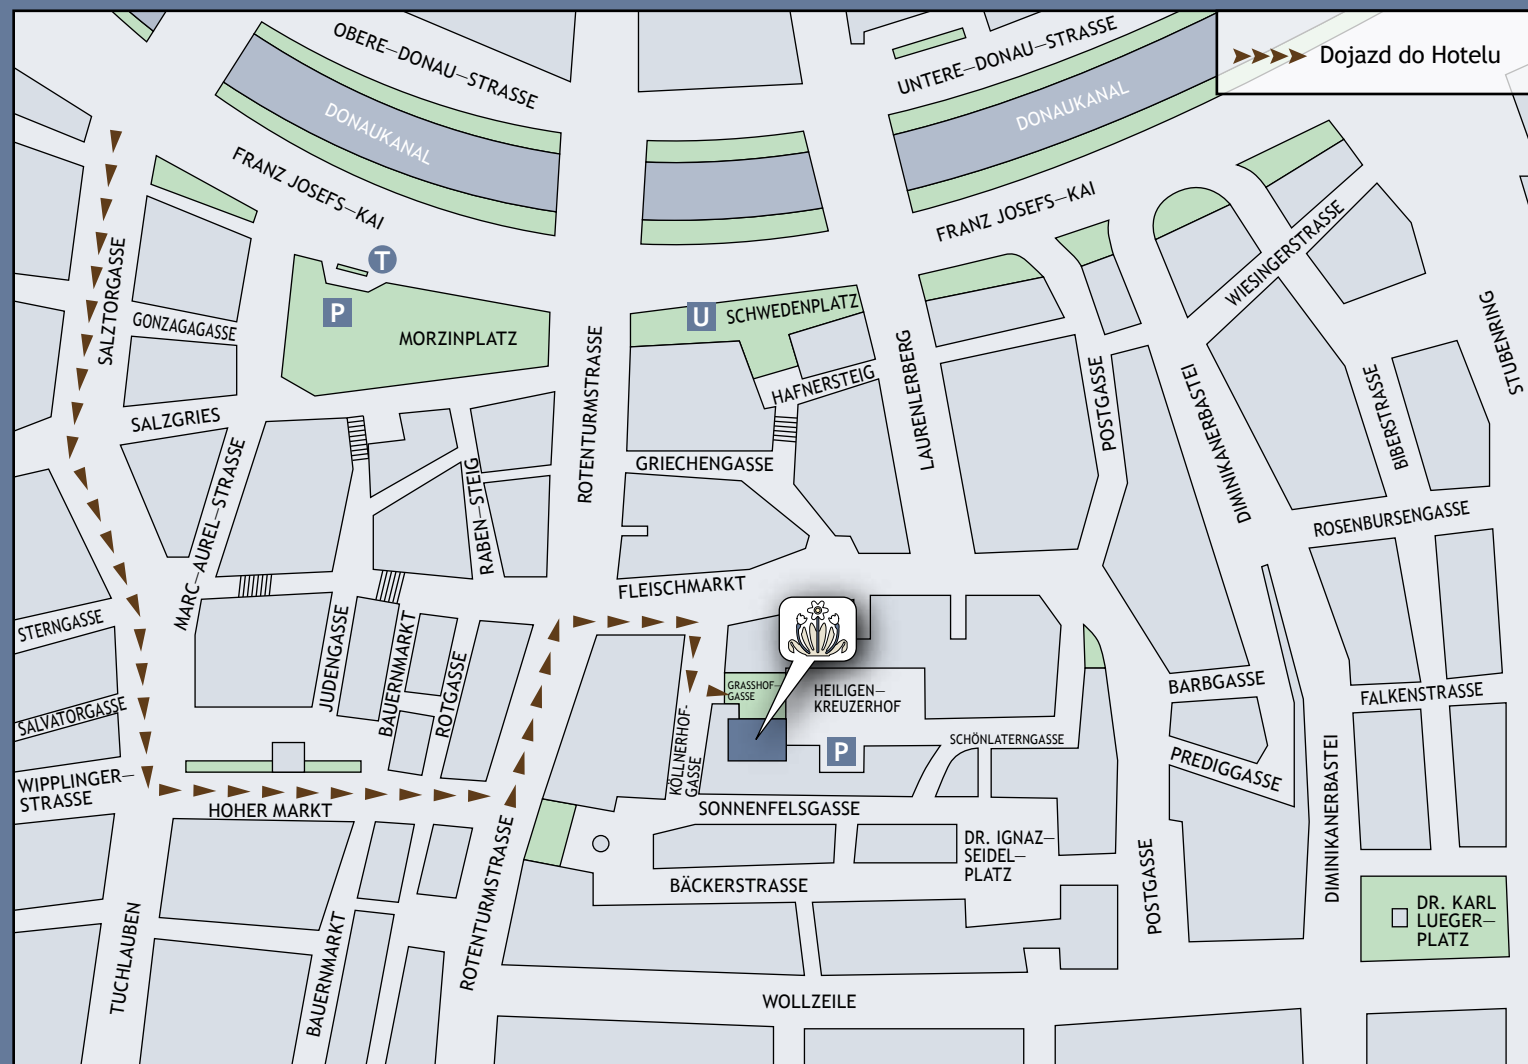 Dojazd do Hotelu
OBERE–DONAU–STRASSE
UNTERE–DONAU–STRASSE
DONAUKANAL
DONAUKANAL
FRANZ JOSEFS–KAI
FRANZ JOSEFS–KAI
SALZTORGASSE
T
P
GONZAGAGASSE
MORZINPLATZ
U
SCHWEDENPLATZ
WIESINGERSTRASSE
STUBENRING
ROTENTURMSTRASSE
HAFNERSTEIG
LAURENLERBERG
POSTGASSE
DIMINIKANERBASTEI
BIBERSTRASSE
SALZGRIES
MARC–AUREL–STRASSE
RABEN–STEIG
GRIECHENGASSE
ROSENBURSENGASSE
FLEISCHMARKT
STERNGASSE
JUDENGASSE
BAUERNMARKT
ROTGASSE
SALVATORGASSE
GRASSHOF–
GASSE
HEILIGEN–
KREUZERHOF
BARBGASSE
FALKENSTRASSE
KÖLLNERHOF-
GASSE
P
SCHÖNLATERNGASSE
PREDIGGASSE
DIMINIKANERBASTEI
WIPPLINGER–
STRASSE
HOHER MARKT
SONNENFELSGASSE
ROTENTURMSTRASSE
DR. IGNAZ–
SEIDEL–
PLATZ
BÄCKERSTRASSE
POSTGASSE
DR. KARL
LUEGER–
PLATZ
TUCHLAUBEN
BAUERNMARKT
WOLLZEILE